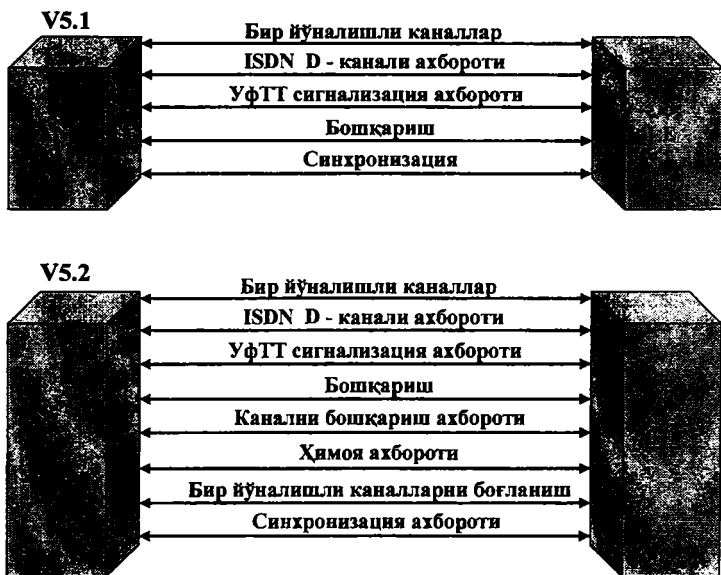 V5.1
Бир йўналишли каналлар
ISDN D - канали ахбороти
УфТТ сигнализация ахбороти
Бошқариш
Синхронизация
V5.2
Бир йўналишли каналлар
ISDN D - канали ахбороти
УфТТ сигнализация ахбороти
Бошқариш
Канални бошқариш ахбороти
Ҳимоя ахбороти
Бир йўналишли каналларни боғланиш
Синхронизация ахбороти